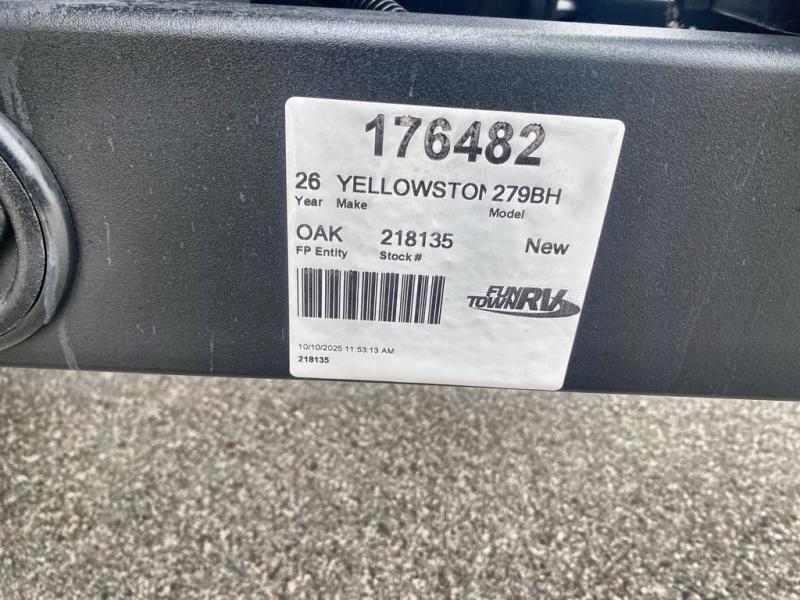 176482
26 YELLOWSTON 279BH
Year Make Model
OAK 218135 New
FP Entity Stock #
FUN TOWN RV
10/10/2025 11:53:13 AM
218135